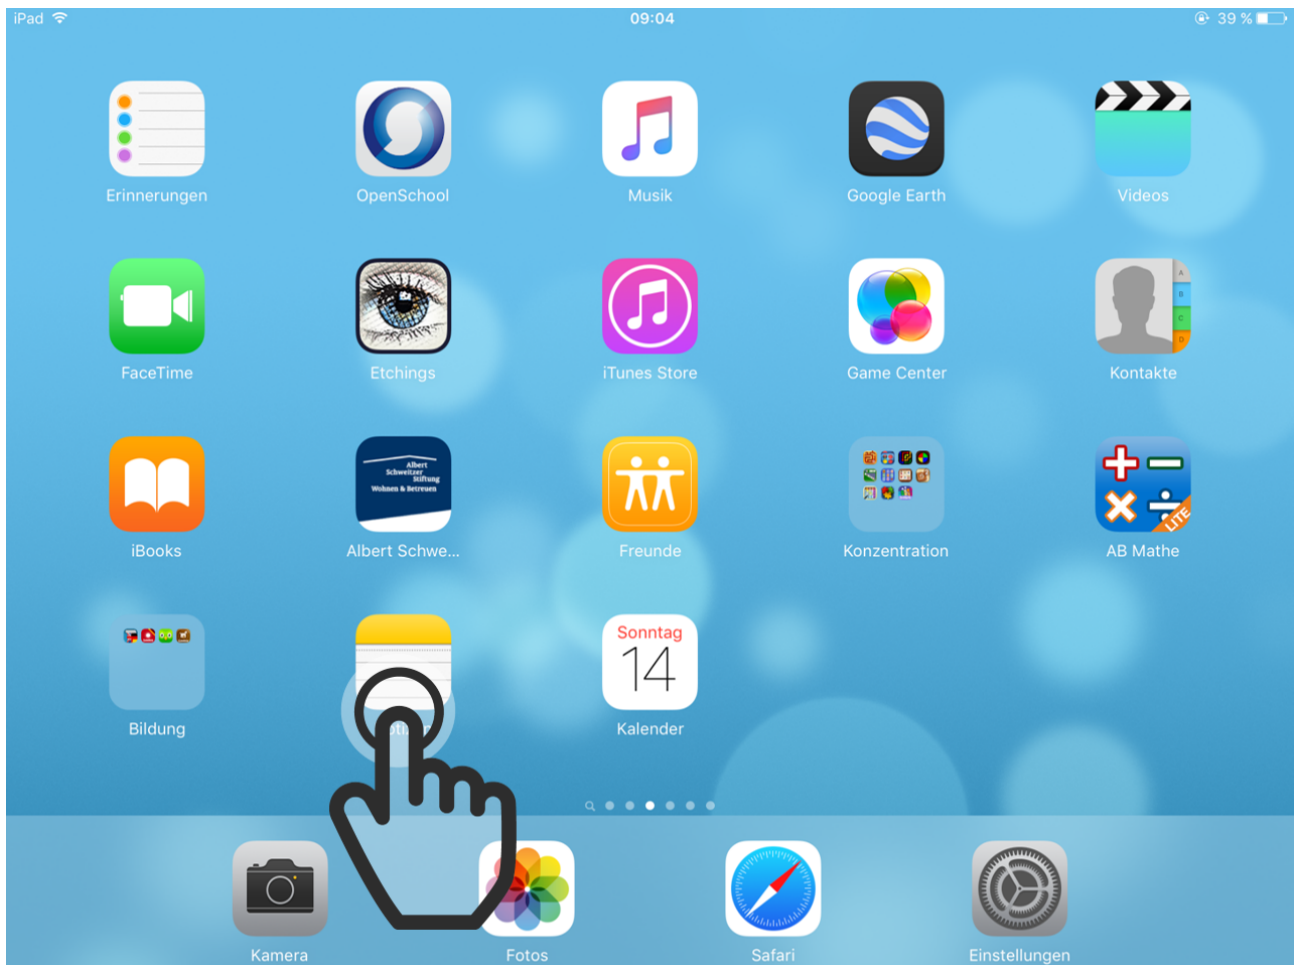 iPad 09:04 39 %
Erinnerungen OpenSchool Musik Google Earth Videos
A
B
C
D
FaceTime Etchings iTunes Store Game Center Kontakte
Albert
Schweitzer
Stiftung
Wohnen & Betreuen
LITE
iBooks Albert Schwe... Freunde Konzentration AB Mathe
Sonntag
14
Bildung Kalender
Kamera Fotos Safari Einstellungen